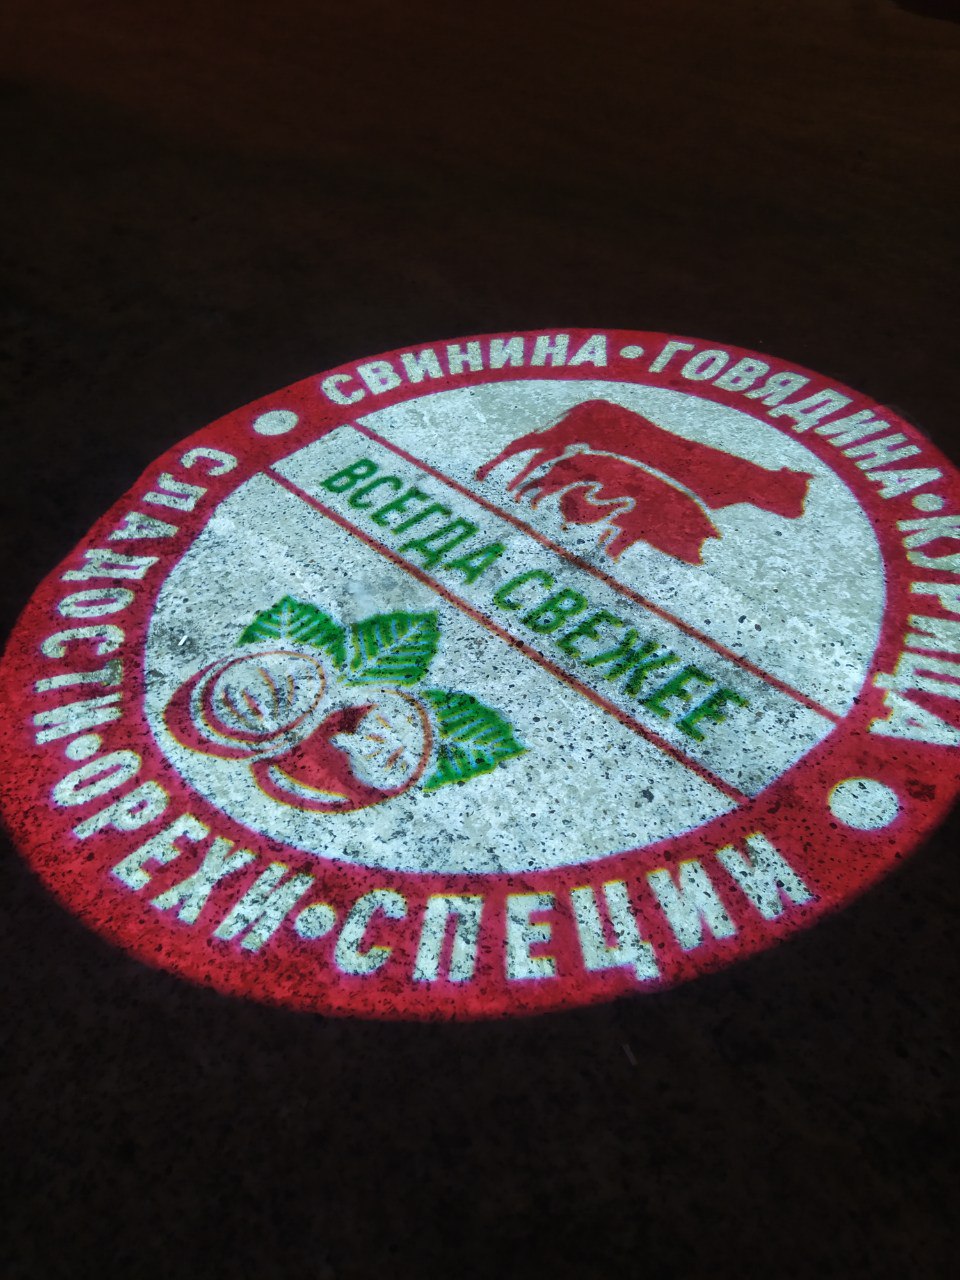 СВИНИНА • ГОВЯДИНА • КУРИЦА
ВСЕГДА СВЕЖЕЕ
СЛАДОСТИ • ОРЕХИ • СПЕЦИИ